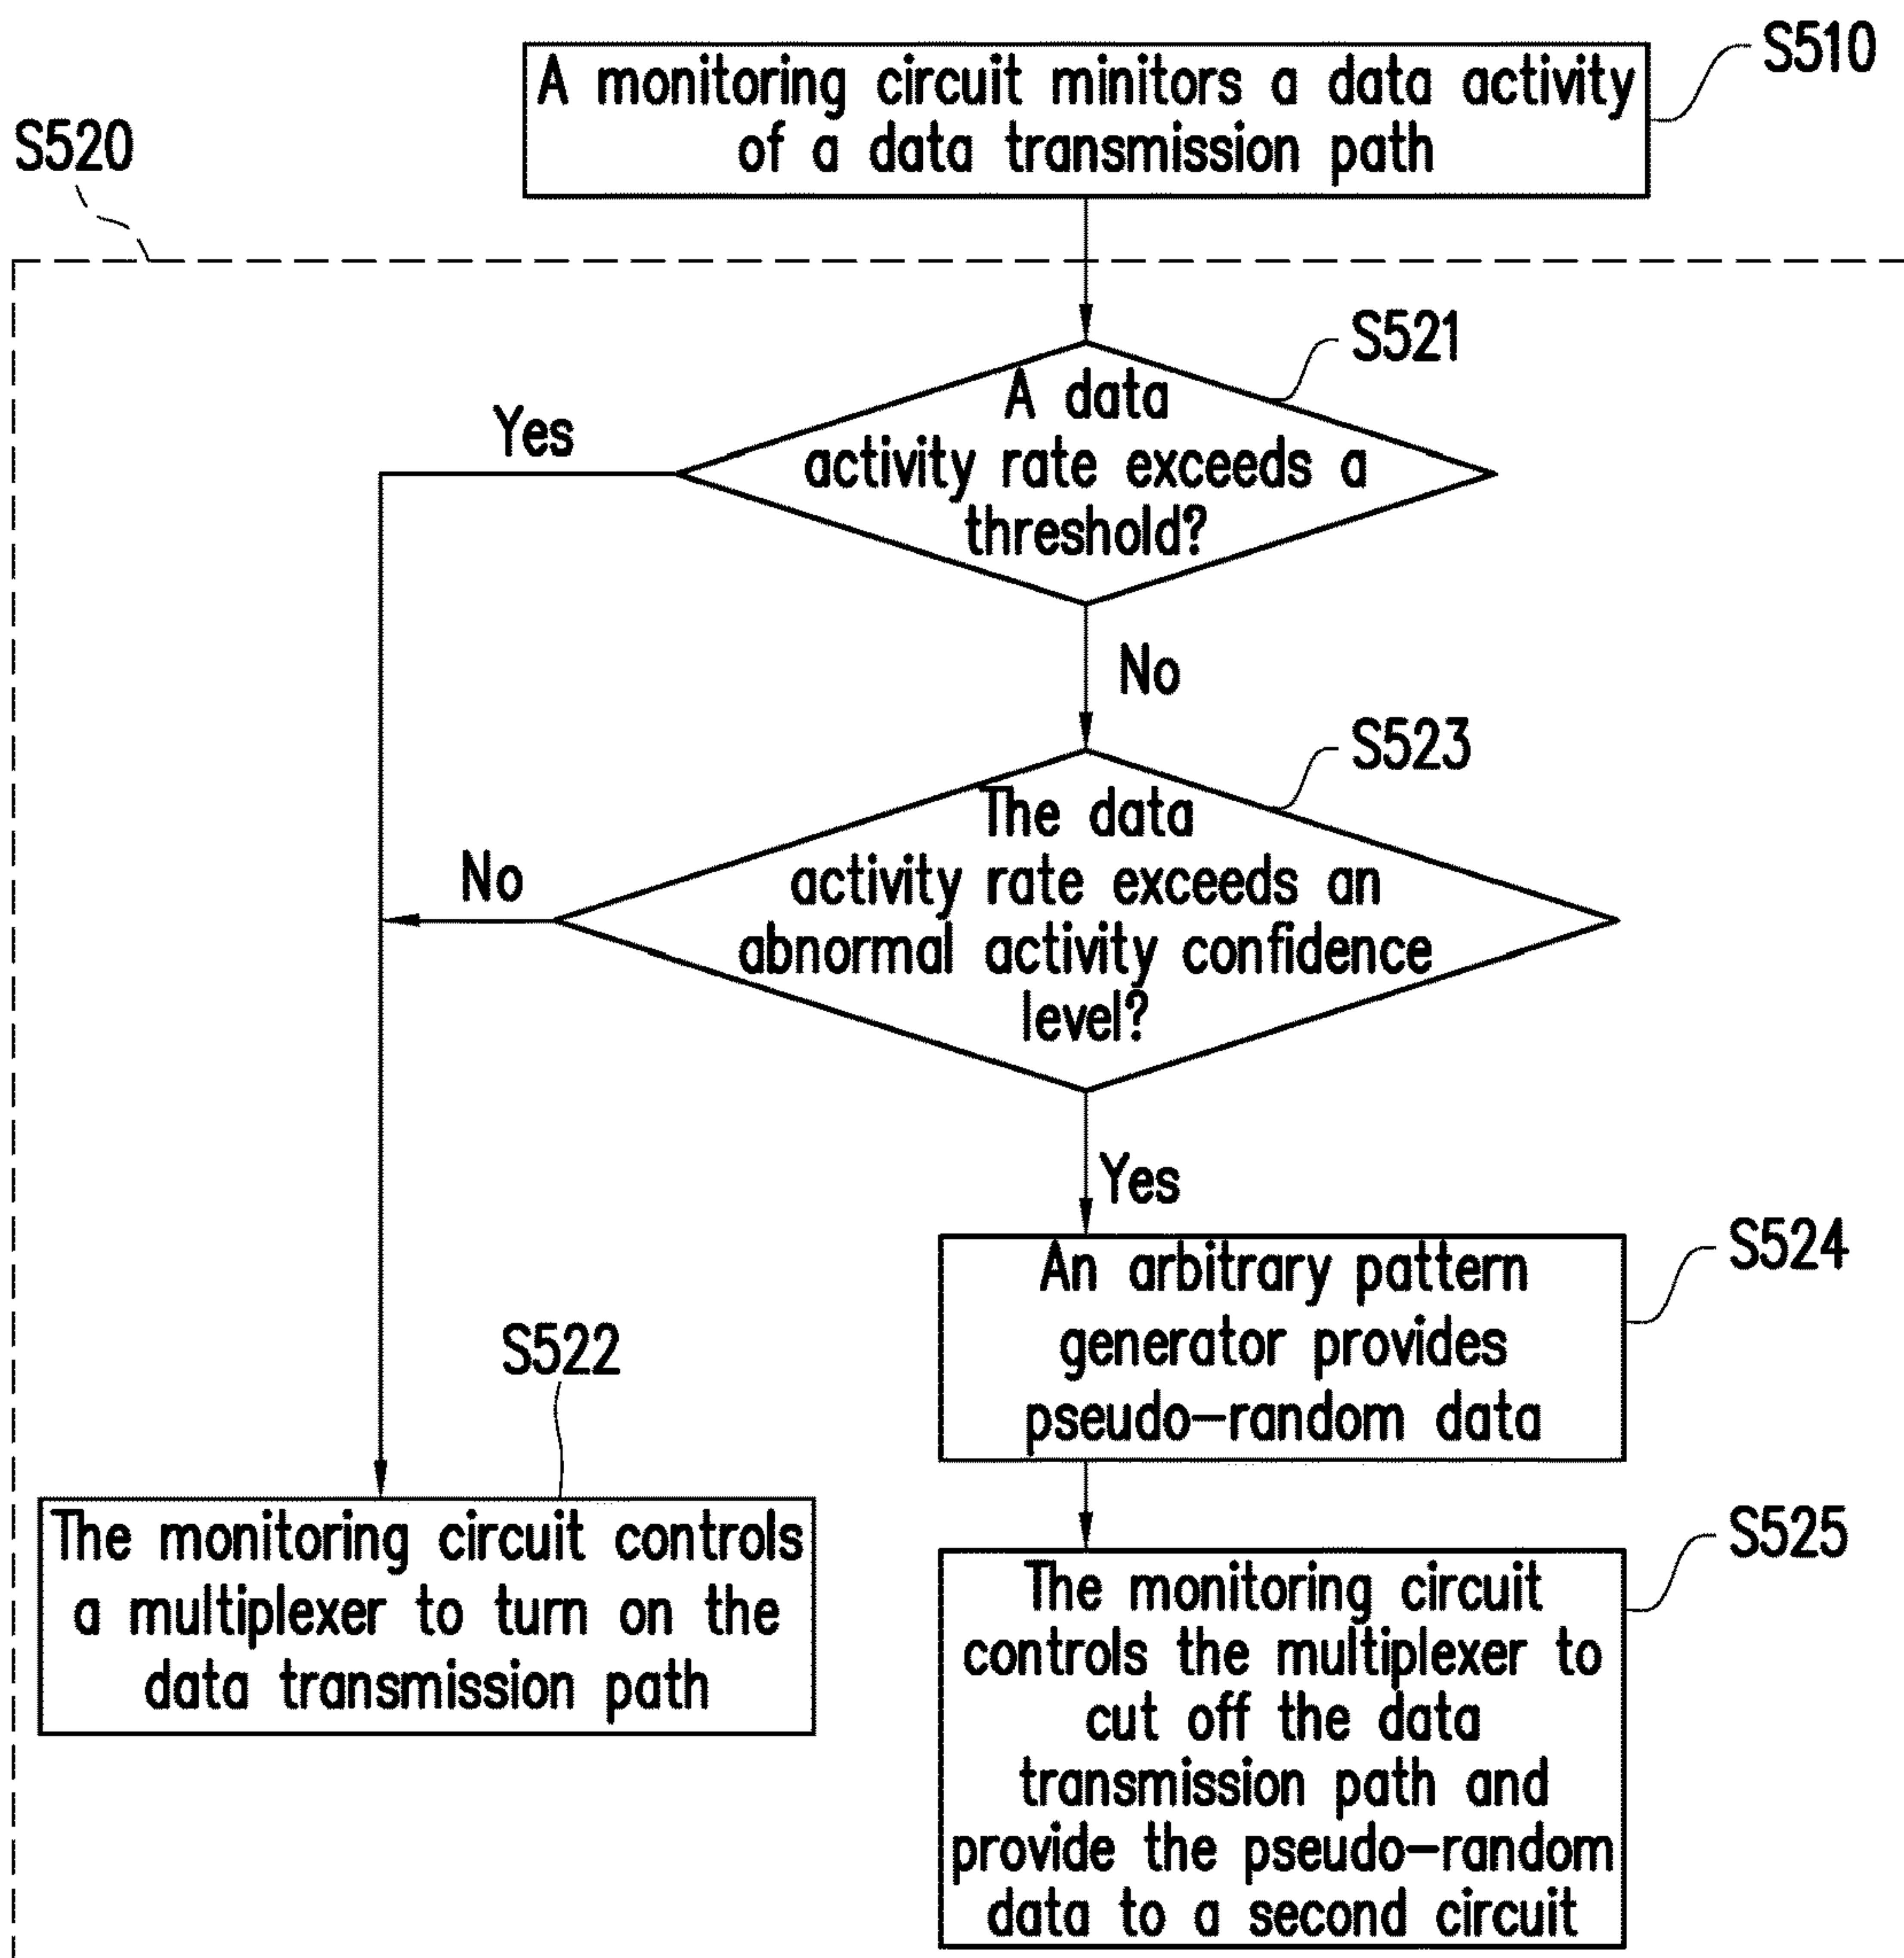 S510
A monitoring circuit minitors a data activity
of a data transmission path
S520
S521
A data
activity rate exceeds a
threshold?
Yes
No
S523
The data
activity rate exceeds an
abnormal activity confidence
level?
No
Yes
S524
An arbitrary pattern
generator provides
pseudo-random data
S522
The monitoring circuit controls
a multiplexer to turn on the
data transmission path
S525
The monitoring circuit
controls the multiplexer to
cut off the data
transmission path and
provide the pseudo-random
data to a second circuit